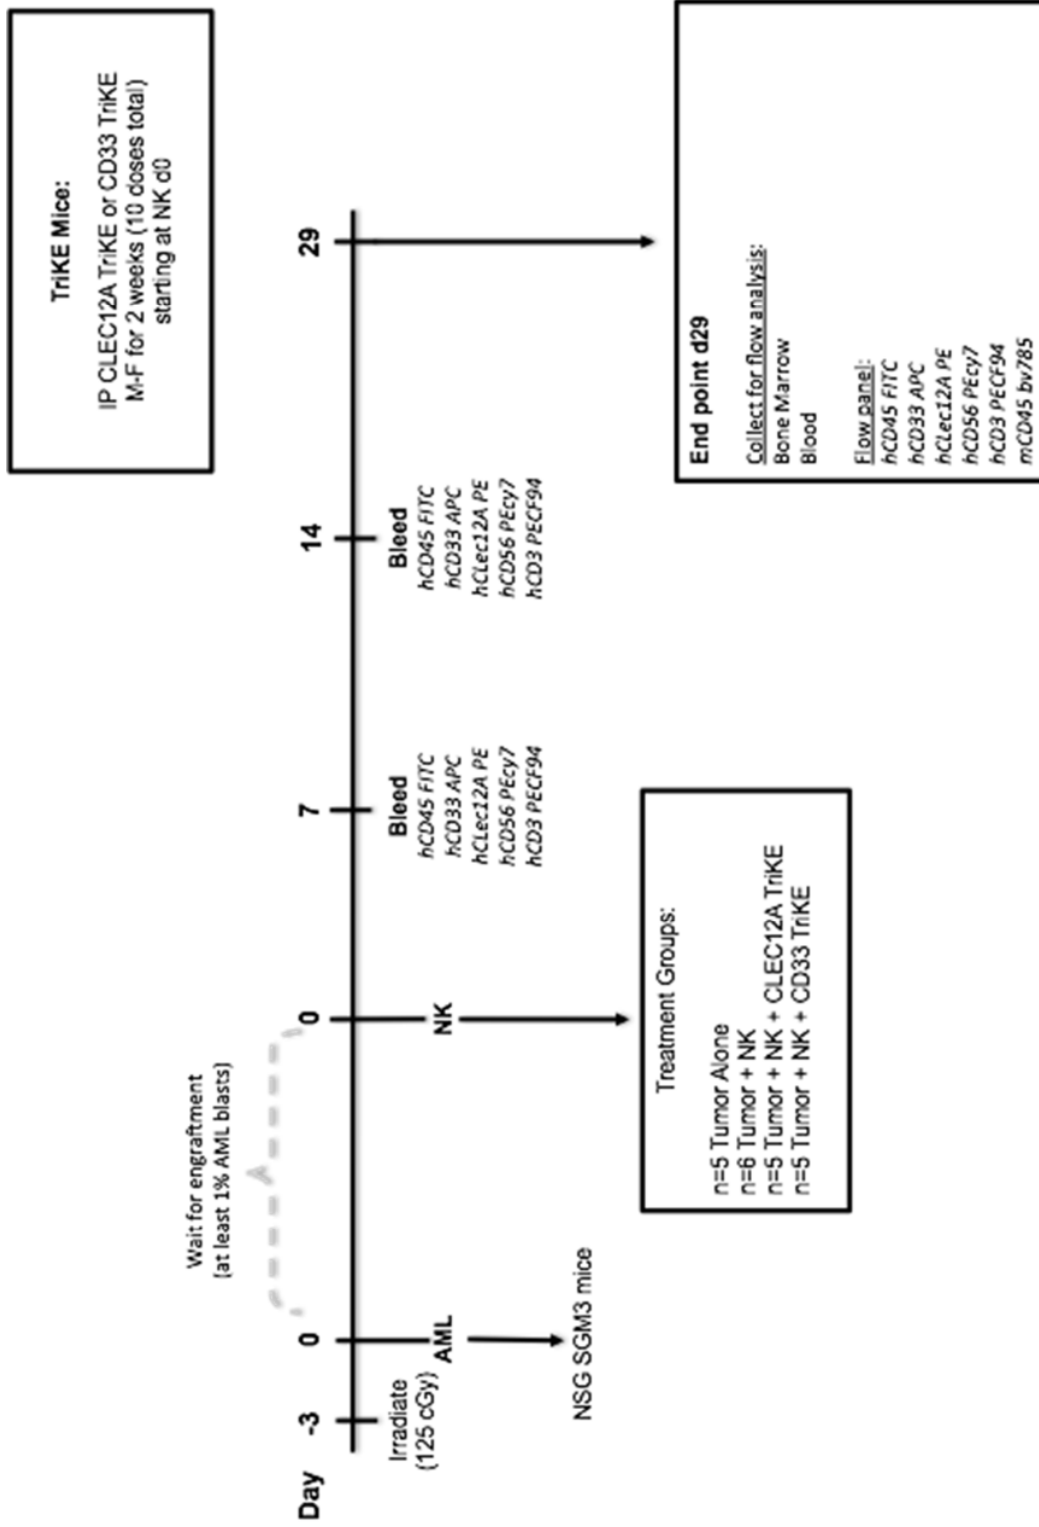 TriKE Mice:
IP CLEC12A TriKE or CD33 TriKE
M-F for 2 weeks (10 doses total)
starting at NK d0
Wait for engraftment
(at least 1% AML blasts)
Day
-3
0
0
7
14
29
Irradiate
(125 cGy)
AML
NSG SGM3 mice
NK
Bleed
hCD45 FITC
hCD33 APC
hCLec12A PE
hCD56 PEcy7
hCD3 PECF94
Bleed
hCD45 FITC
hCD33 APC
hCLec12A PE
hCD56 PEcy7
hCD3 PECF94
Treatment Groups:
n=5 Tumor Alone
n=6 Tumor + NK
n=5 Tumor + NK + CLEC12A TriKE
n=5 Tumor + NK + CD33 TriKE
End point d29
Collect for flow analysis:
Bone Marrow
Blood
Flow panel:
hCD45 FITC
hCD33 APC
hCLec12A PE
hCD56 PEcy7
hCD3 PECF94
mCD45 bv785